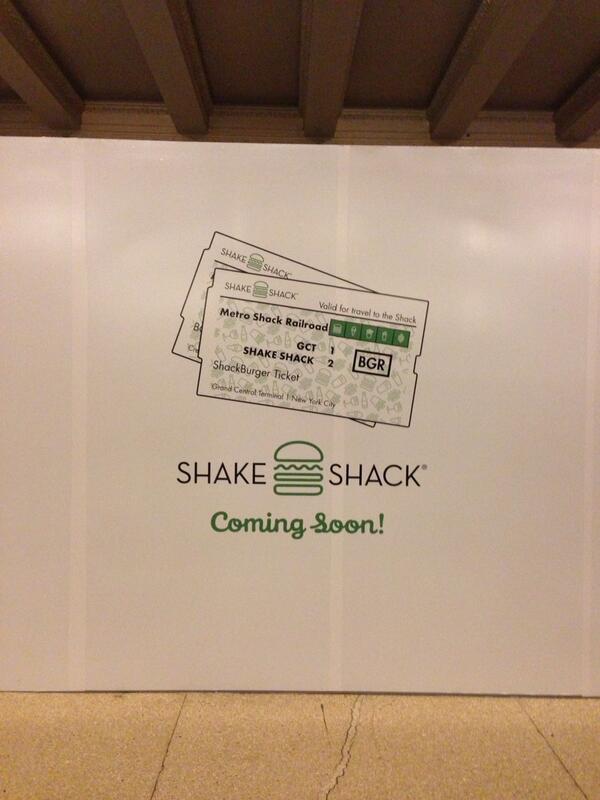 SHAKE SHACK
SHAKE SHACK
Valid for travel to the Shack
Metro Shack Railroad
GCT 1
SHAKE SHACK 2
BGR
ShackBurger Ticket
Grand Central Terminal | New York City
SHAKE SHACK®
Coming Soon!